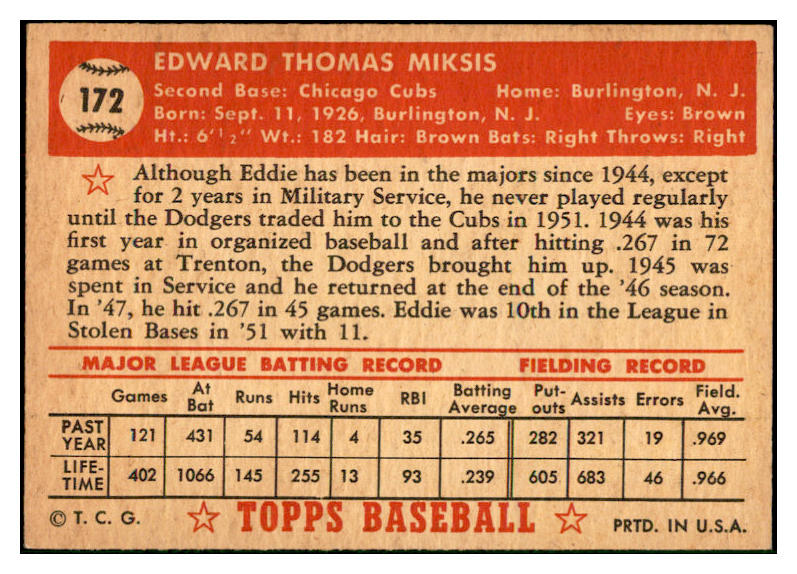 172
EDWARD THOMAS MIKSIS
Second Base: Chicago Cubs Home: Burlington, N. J.
Born: Sept. 11, 1926, Burlington, N. J. Eyes: Brown
Ht.: 6'½" Wt.: 182 Hair: Brown Bats: Right Throws: Right
Although Eddie has been in the majors since 1944, except
for 2 years in Military Service, he never played regularly
until the Dodgers traded him to the Cubs in 1951. 1944 was his
first year in organized baseball and after hitting .267 in 72
games at Trenton, the Dodgers brought him up. 1945 was
spent in Service and he returned at the end of the '46 season.
In '47, he hit .267 in 45 games. Eddie was 10th in the League in
Stolen Bases in '51 with 11.
MAJOR LEAGUE BATTING RECORD FIELDING RECORD
Games At Bat Runs Hits Home Runs RBI Batting Average Put-outs Assists Errors Field. Avg.
PAST YEAR 121 431 54 114 4 35 .265 282 321 19 .969
LIFE-TIME 402 1066 145 255 13 93 .239 605 683 46 .966
© T. C. G. TOPPS BASEBALL PRTD. IN U.S.A.